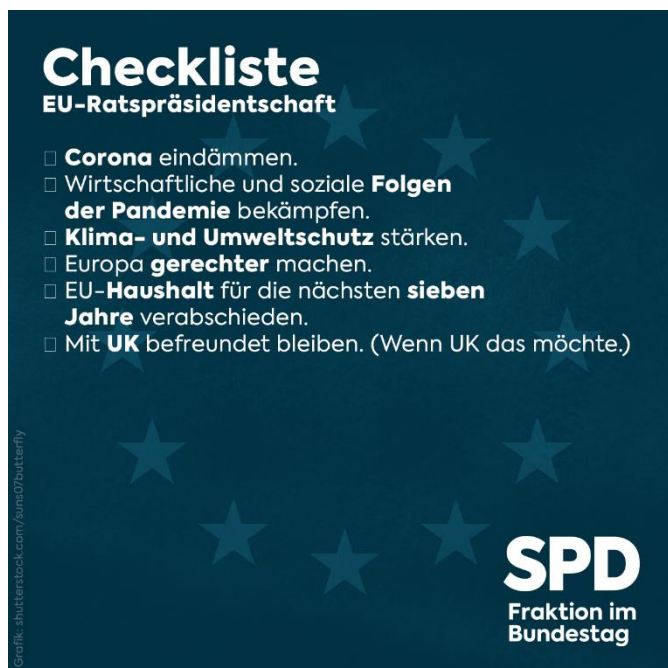 Checkliste
EU-Ratspräsidentschaft
□ Corona eindämmen.
□ Wirtschaftliche und soziale Folgen
der Pandemie bekämpfen.
□ Klima- und Umweltschutz stärken.
□ Europa gerechter machen.
□ EU-Haushalt für die nächsten sieben
Jahre verabschieden.
□ Mit UK befreundet bleiben. (Wenn UK das möchte.)
Grafik: shutterstock.com/suns07butterfly
SPD
Fraktion im
Bundestag